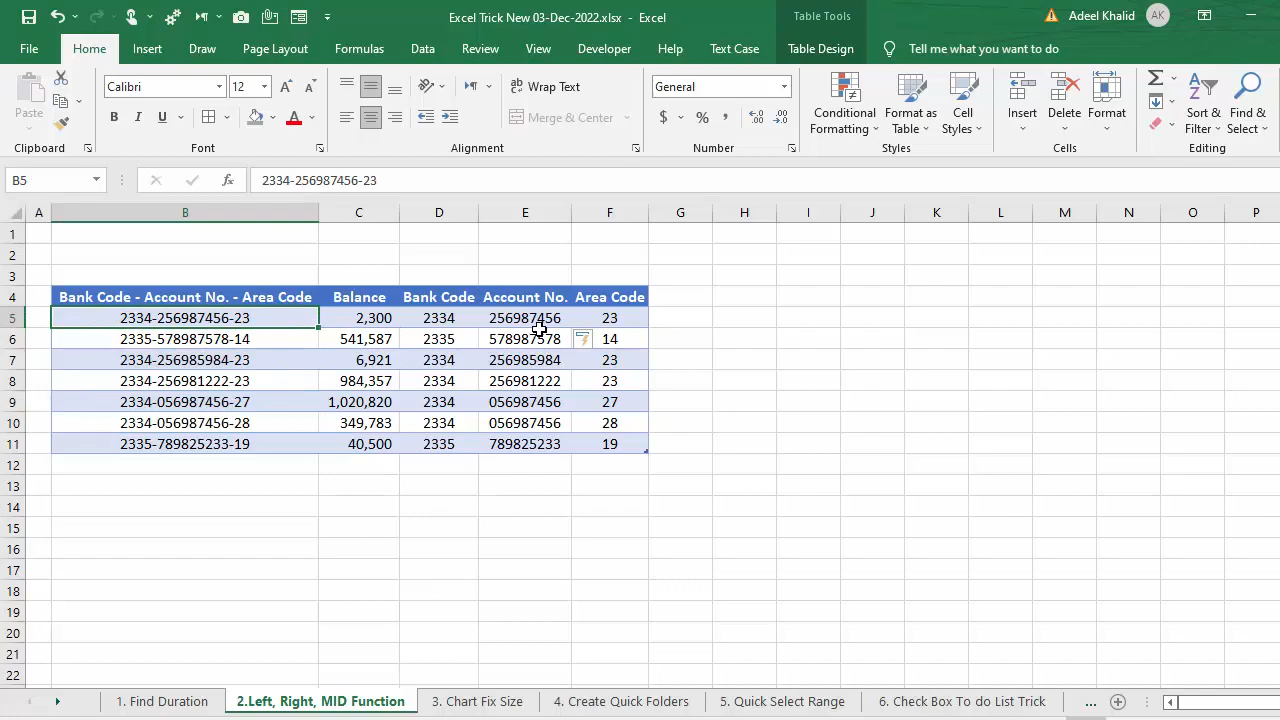 Excel Trick New 03-Dec-2022.xlsx - Excel
Table Tools
Adeel Khalid
AK
File Home Insert Draw Page Layout Formulas Data Review View Developer Help Text Case Table Design Tell me what you want to do
Paste
Calibri 12
B I U A
Wrap Text
Merge & Center
General
$ % ,
Conditional Formatting
Format as Table
Cell Styles
Insert
Delete
Format
Sort & Filter
Find & Select
Clipboard Font Alignment Number Styles Cells Editing
B5 fx 2334-256987456-23
A B C D E F G H I J K L M N O P
1
2
3
4 Bank Code - Account No. - Area Code Balance Bank Code Account No. Area Code
5 2334-256987456-23 2,300 2334 256987456 23
6 2335-578987578-14 541,587 2335 578987578 14
7 2334-256985984-23 6,921 2334 256985984 23
8 2334-256981222-23 984,357 2334 256981222 23
9 2334-056987456-27 1,020,820 2334 056987456 27
10 2334-056987456-28 349,783 2334 056987456 28
11 2335-789825233-19 40,500 2335 789825233 19
12
13
14
15
16
17
18
19
20
21
22
1. Find Duration 2.Left, Right, MID Function 3. Chart Fix Size 4. Create Quick Folders 5. Quick Select Range 6. Check Box To do List Trick ...